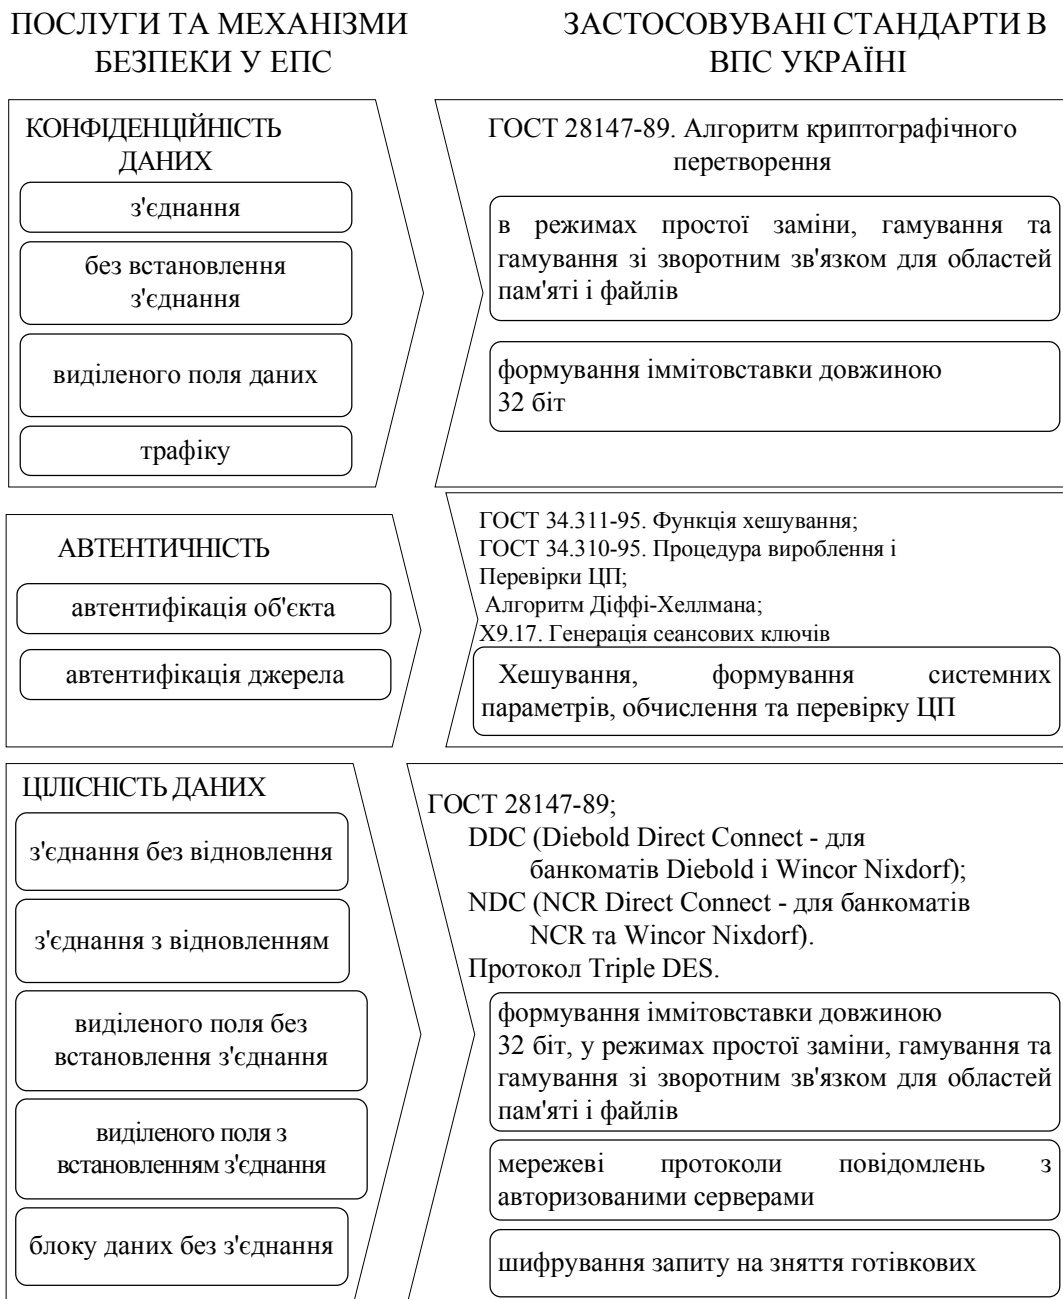 ПОСЛУГИ ТА МЕХАНІЗМИ
БЕЗПЕКИ У ЕПС
ЗАСТОСОВУВАНІ СТАНДАРТИ В
ВПС УКРАЇНІ
КОНФІДЕНЦІЙНІСТЬ
ДАНИХ
з'єднання
без встановлення
з'єднання
виділеного поля даних
трафіку
ГОСТ 28147-89. Алгоритм криптографічного
перетворення
в режимах простої заміни, гамування та
гамування зі зворотним зв'язком для областей
пам'яті і файлів
формування іммітовставки довжиною
32 біт
АВТЕНТИЧНІСТЬ
автентифікація об'єкта
автентифікація джерела
ГОСТ 34.311-95. Функція хешування;
ГОСТ 34.310-95. Процедура вироблення і
Перевірки ЦП;
Алгоритм Діффі-Хеллмана;
X9.17. Генерація сеансових ключів
Хешування, формування системних
параметрів, обчислення та перевірку ЦП
ЦІЛІСНІСТЬ ДАНИХ
з'єднання без відновлення
з'єднання з відновленням
виділеного поля без
встановлення з'єднання
виділеного поля з
встановленням з'єднання
блоку даних без з'єднання
ГОСТ 28147-89;
DDC (Diebold Direct Connect - для
банкоматів Diebold і Wincor Nixdorf);
NDC (NCR Direct Connect - для банкоматів
NCR та Wincor Nixdorf).
Протокол Triple DES.
формування іммітовставки довжиною
32 біт, у режимах простої заміни, гамування та
гамування зі зворотним зв'язком для областей
пам'яті і файлів
мережеві протоколи повідомлень з
авторизованими серверами
шифрування запиту на зняття готівкових